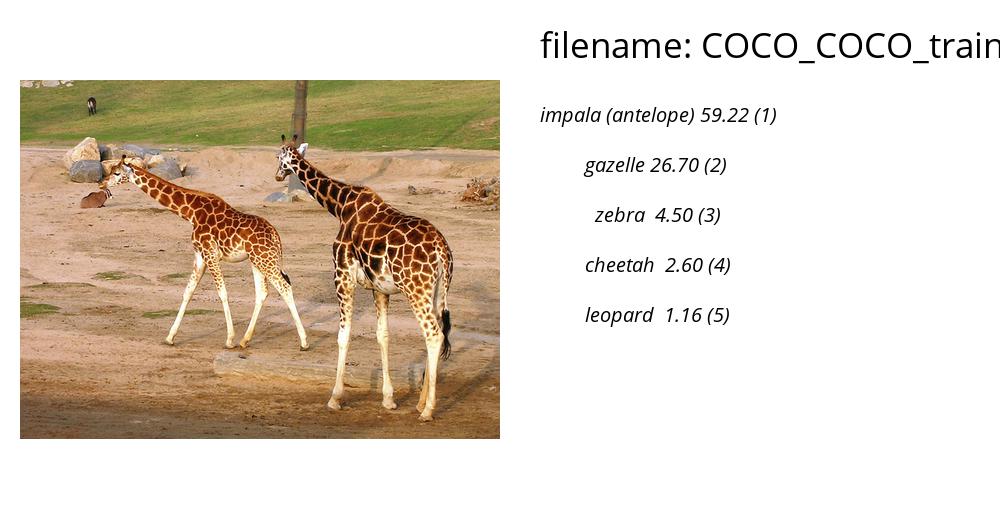 filename: COCO_COCO_train
impala (antelope) 59.22 (1)
gazelle 26.70 (2)
zebra 4.50 (3)
cheetah 2.60 (4)
leopard 1.16 (5)